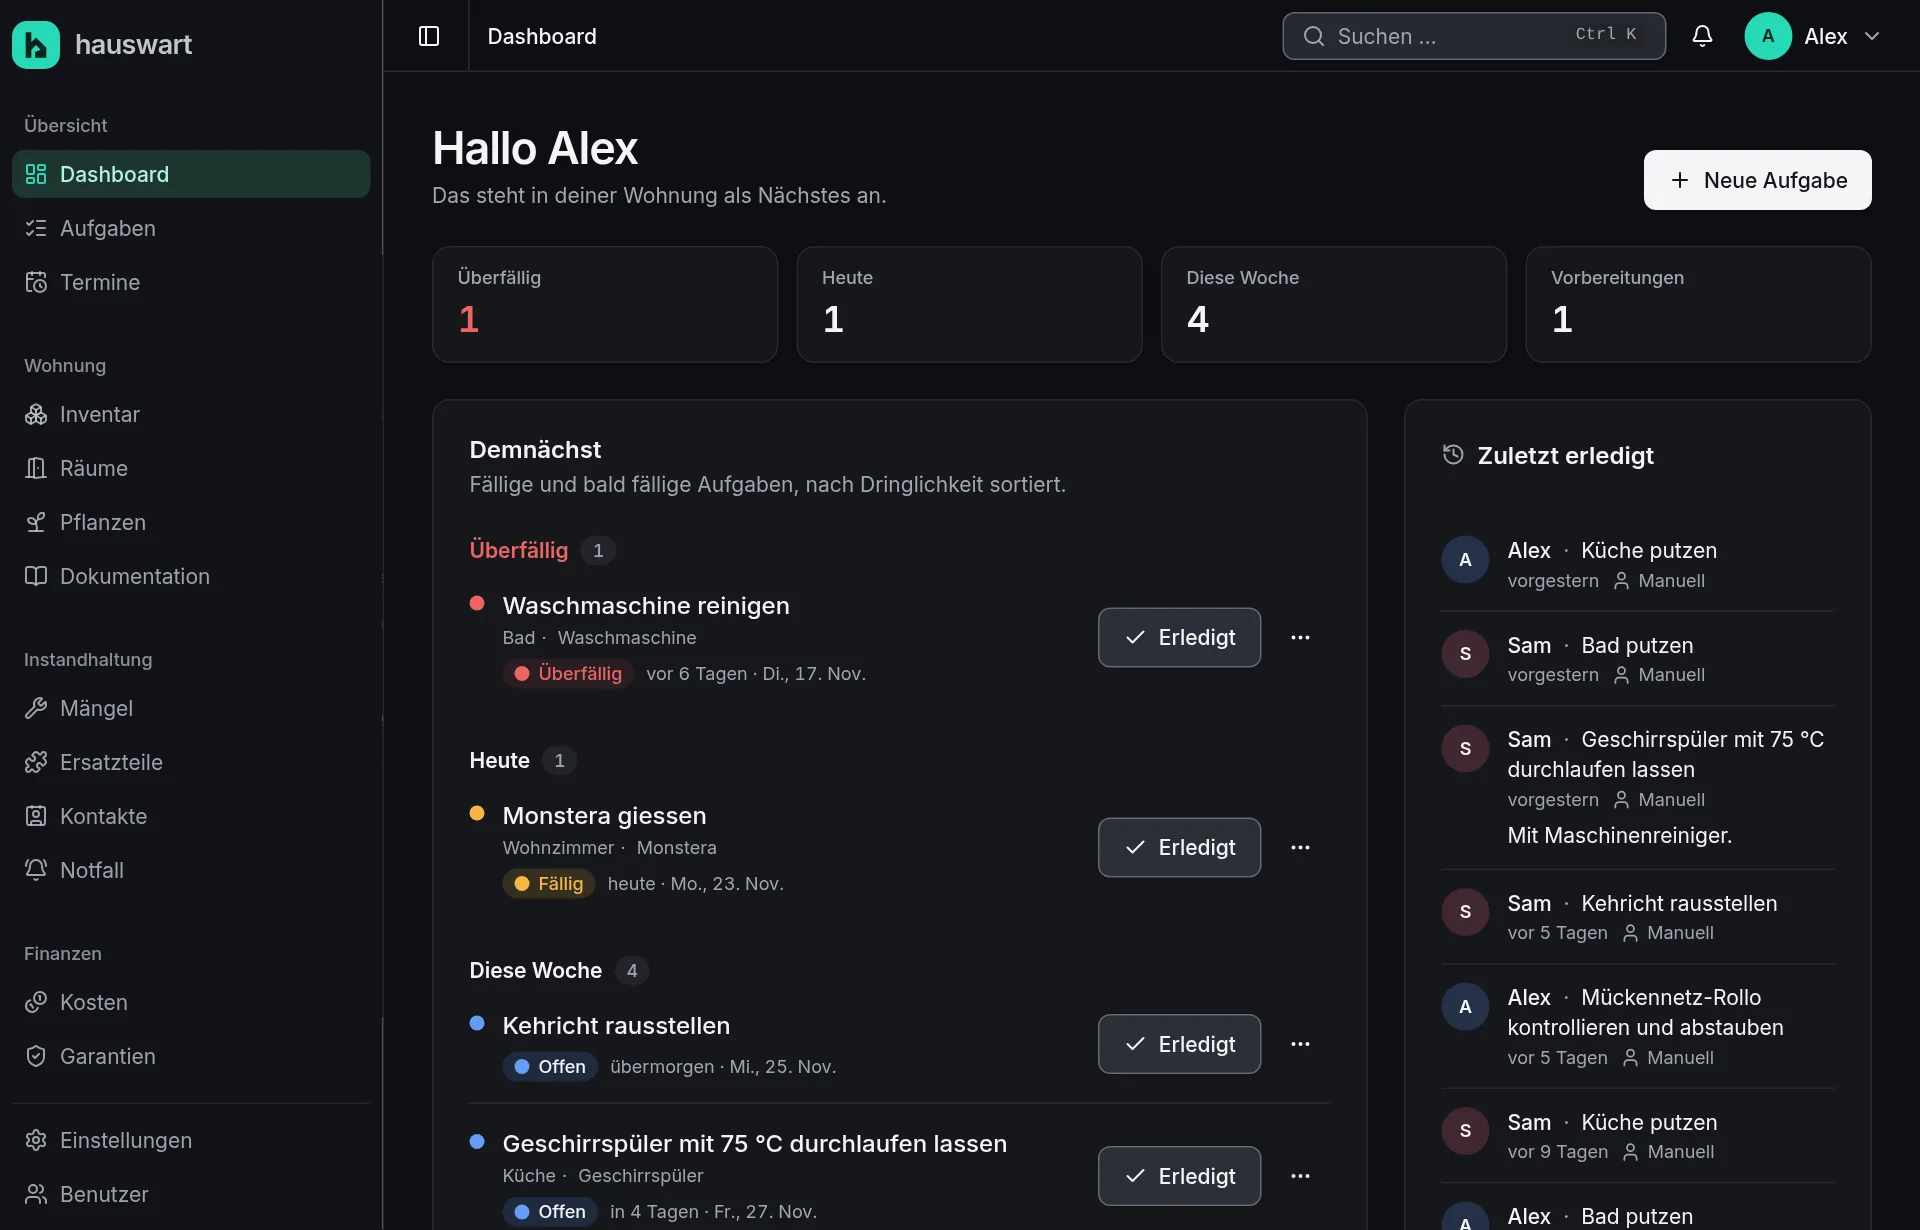 hauswart
Übersicht
Dashboard
Aufgaben
Termine
Wohnung
Inventar
Räume
Pflanzen
Dokumentation
Instandhaltung
Mängel
Ersatzteile
Kontakte
Notfall
Finanzen
Kosten
Garantien
Einstellungen
Benutzer
Dashboard
Suchen ... Ctrl K
A Alex
Hallo Alex
Das steht in deiner Wohnung als Nächstes an.
Neue Aufgabe
Überfällig
1
Heute
1
Diese Woche
4
Vorbereitungen
1
Demnächst
Fällige und bald fällige Aufgaben, nach Dringlichkeit sortiert.
Überfällig 1
Waschmaschine reinigen
Bad · Waschmaschine
Überfällig vor 6 Tagen · Di., 17. Nov.
Erledigt
Heute 1
Monstera giessen
Wohnzimmer · Monstera
Fällig heute · Mo., 23. Nov.
Erledigt
Diese Woche 4
Kehricht rausstellen
Offen übermorgen · Mi., 25. Nov.
Erledigt
Geschirrspüler mit 75 °C durchlaufen lassen
Küche · Geschirrspüler
Offen in 4 Tagen · Fr., 27. Nov.
Erledigt
Zuletzt erledigt
A Alex · Küche putzen
vorgestern Manuell
S Sam · Bad putzen
vorgestern Manuell
S Sam · Geschirrspüler mit 75 °C
durchlaufen lassen
vorgestern Manuell
Mit Maschinenreiniger.
S Sam · Kehricht rausstellen
vor 5 Tagen Manuell
A Alex · Mückennetz-Rollo
kontrollieren und abstauben
vor 5 Tagen Manuell
S Sam · Küche putzen
vor 9 Tagen Manuell
A Alex · Bad putzen